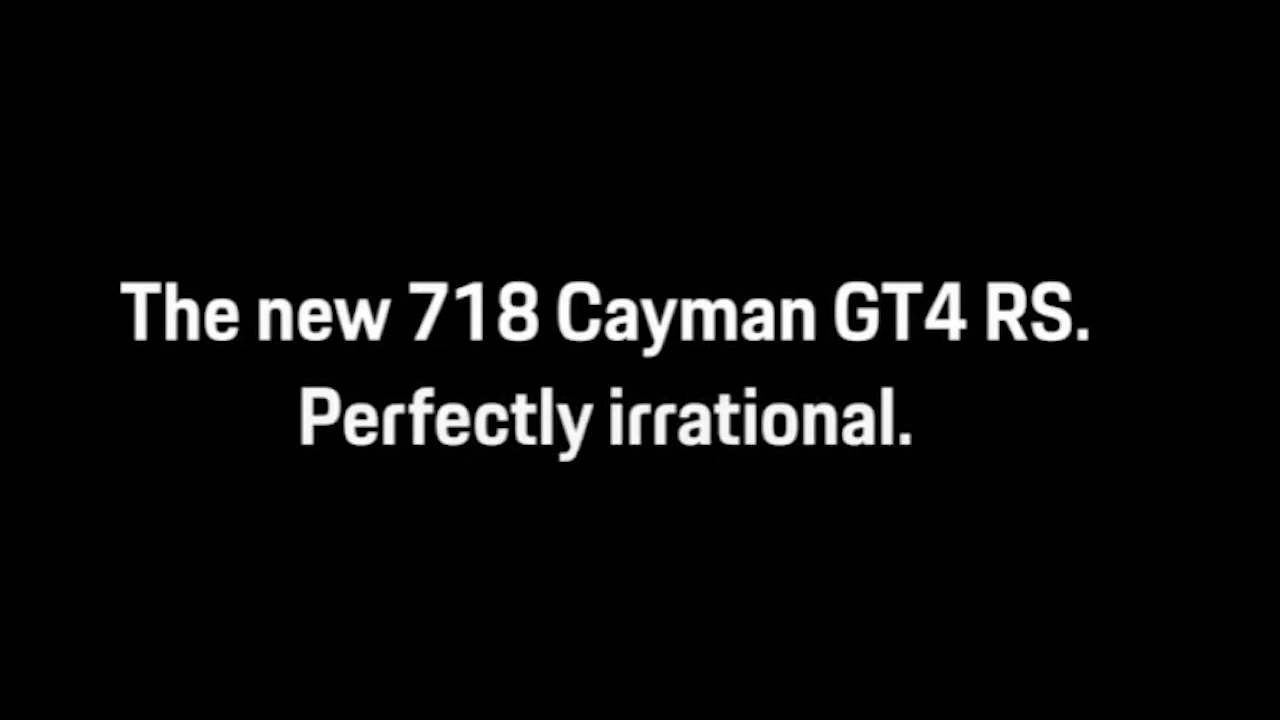 The new 718 Cayman GT4 RS.
Perfectly irrational.